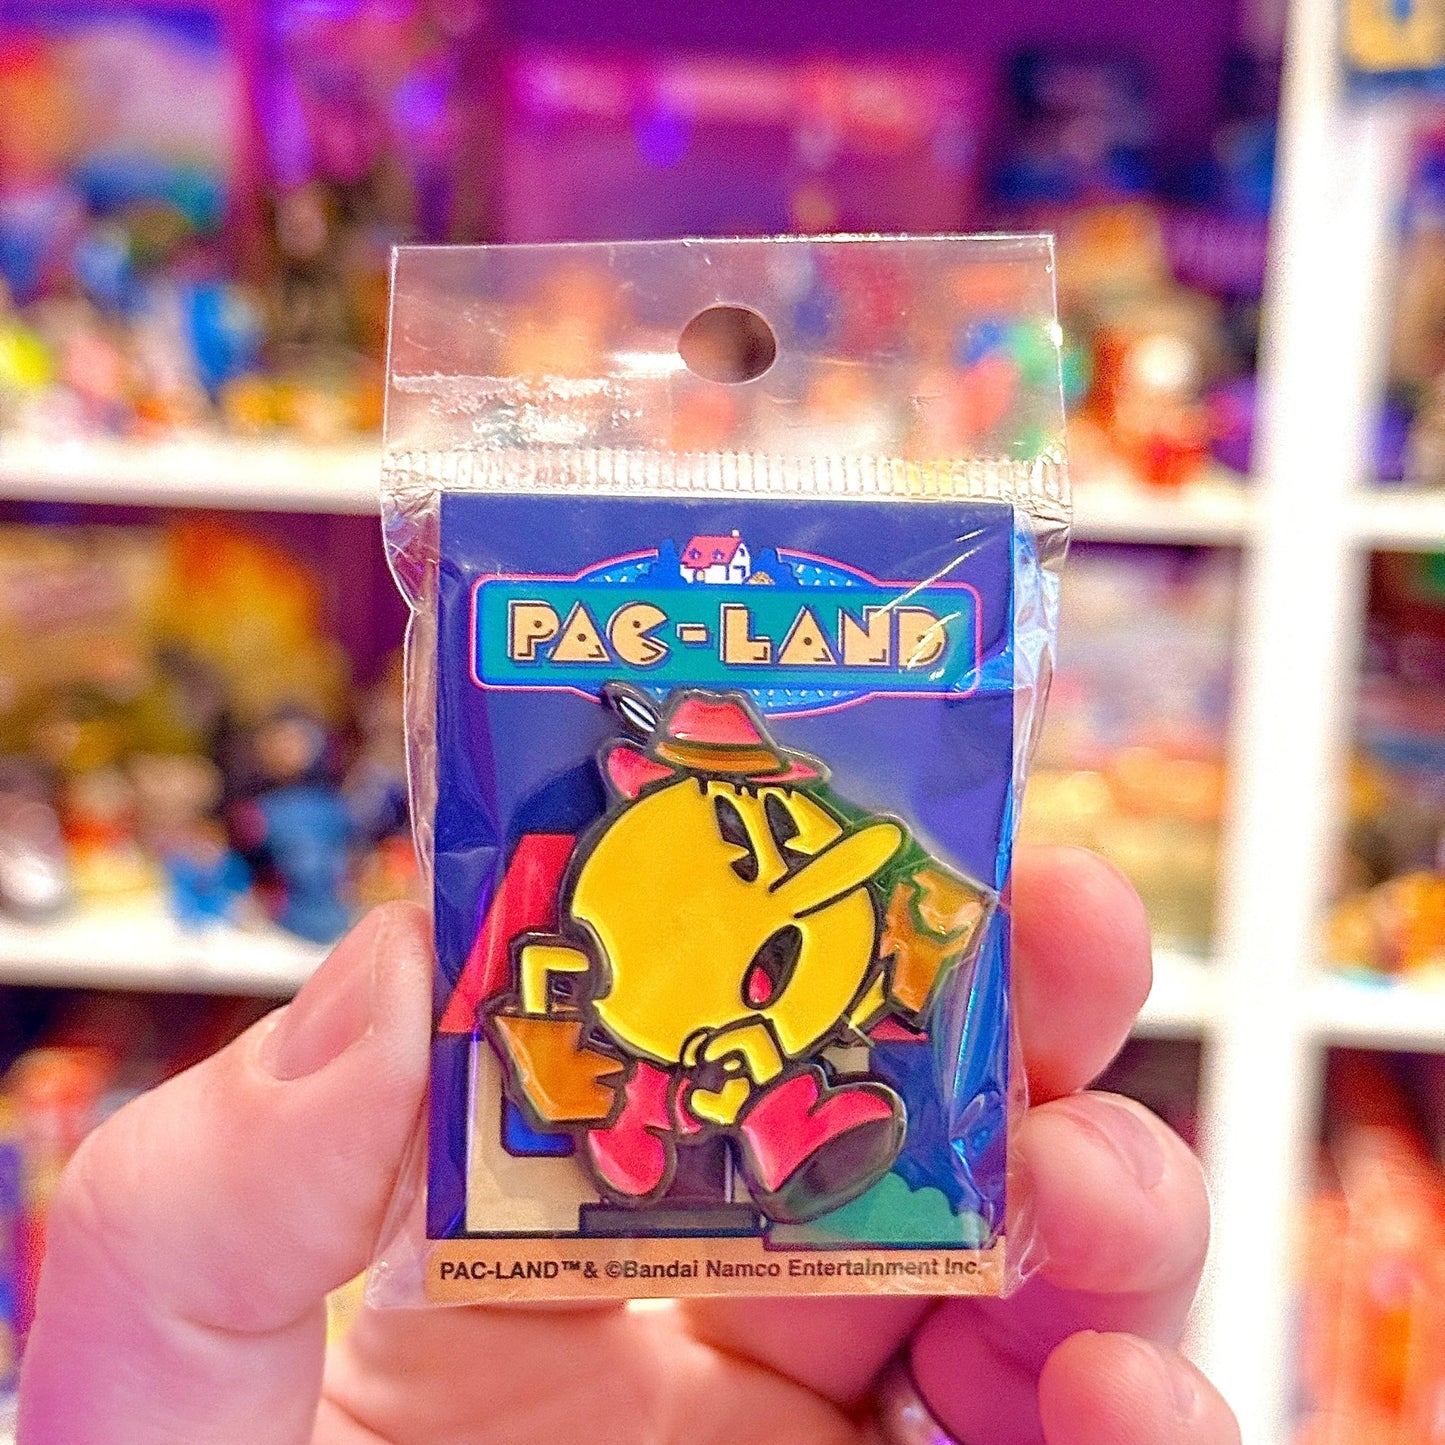 PAC-LAND
PAC-LAND™& ©Bandai Namco Entertainment Inc.